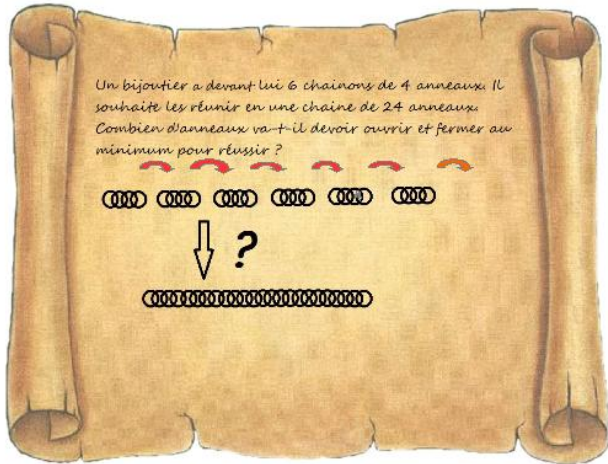 Un bijoutier a devant lui 6 chainons de 4 anneaux. Il
souhaite les réunir en une chaine de 24 anneaux.
Combien d'anneaux va-t-il devoir ouvrir et fermer au
minimum pour réussir ?
?